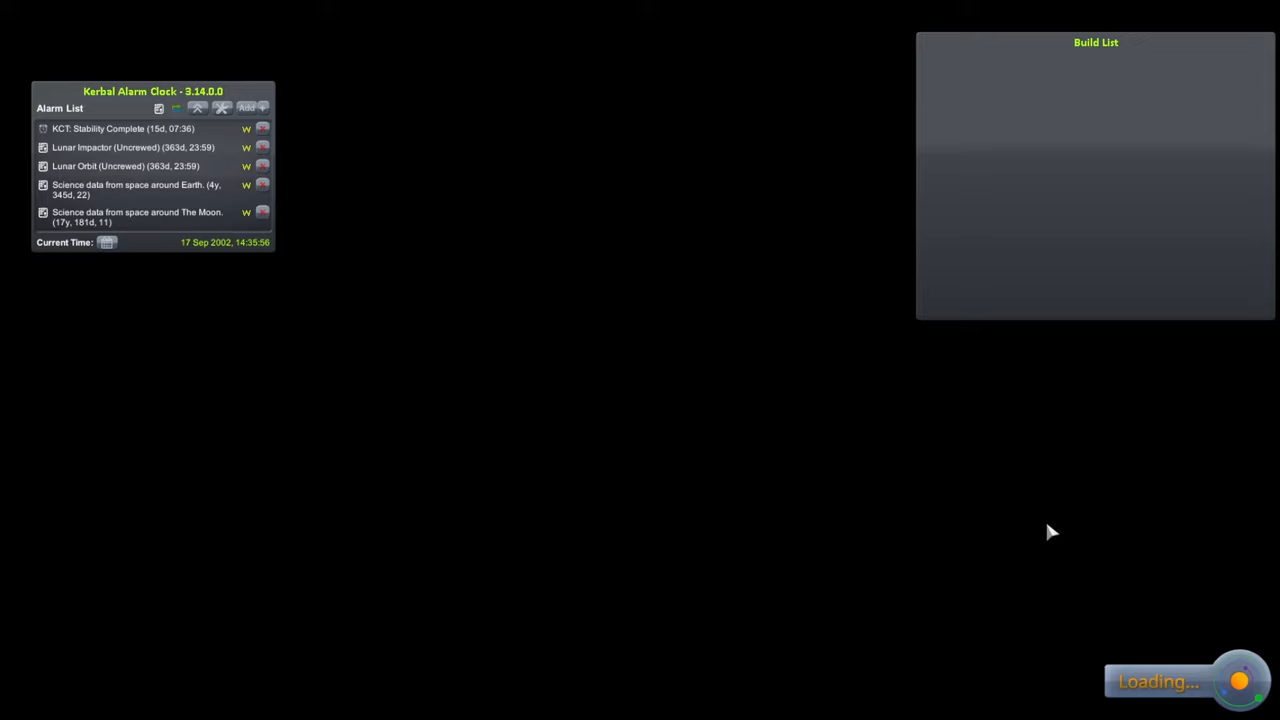 Build List
Kerbal Alarm Clock - 3.14.0.0
Alarm List
Add +
KCT: Stability Complete (15d, 07:36) W
Lunar Impactor (Uncrewed) (363d, 23:59) W
Lunar Orbit (Uncrewed) (363d, 23:59) W
Science data from space around Earth. (4y, W
345d, 22)
Science data from space around The Moon. W
(17y, 181d, 11)
Current Time: 17 Sep 2002, 14:35:56
Loading...